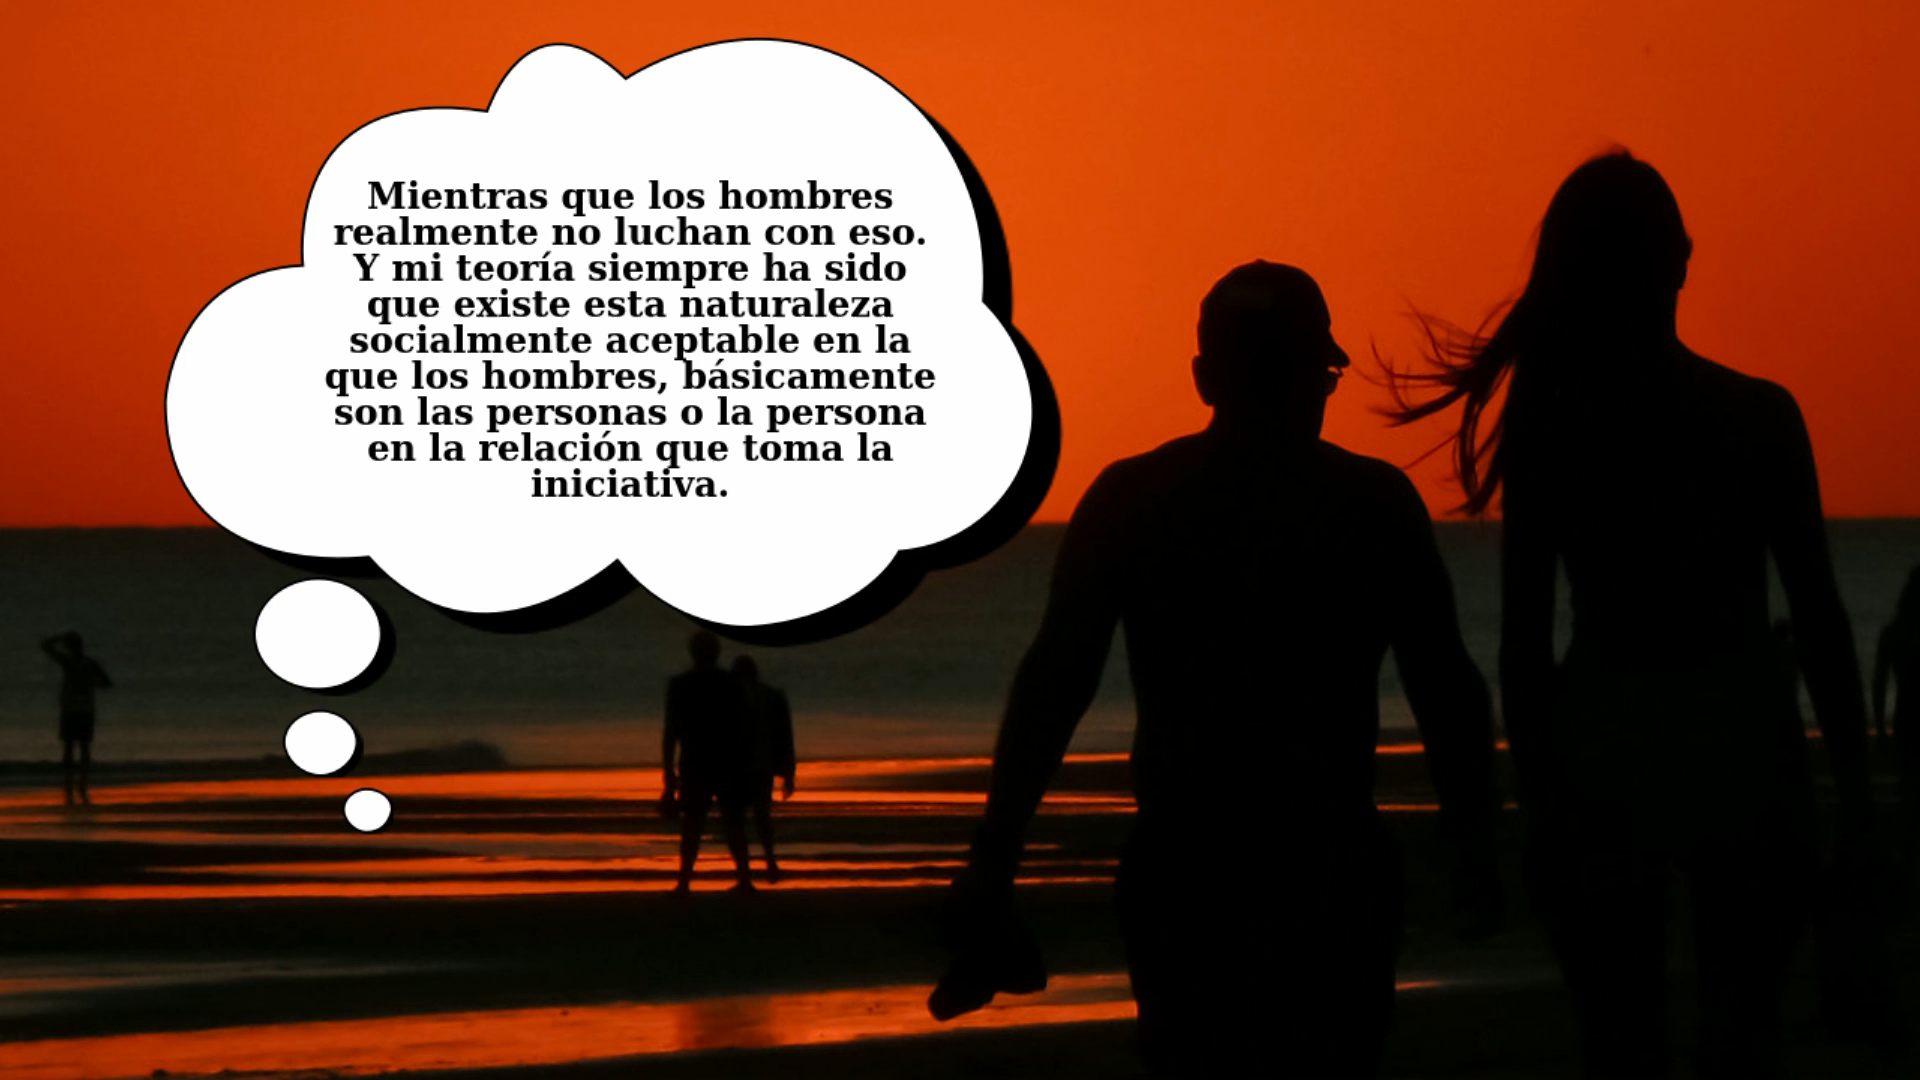 Mientras que los hombres
realmente no luchan con eso.
Y mi teoría siempre ha sido
que existe esta naturaleza
socialmente aceptable en la
que los hombres, básicamente
son las personas o la persona
en la relación que toma la
iniciativa.